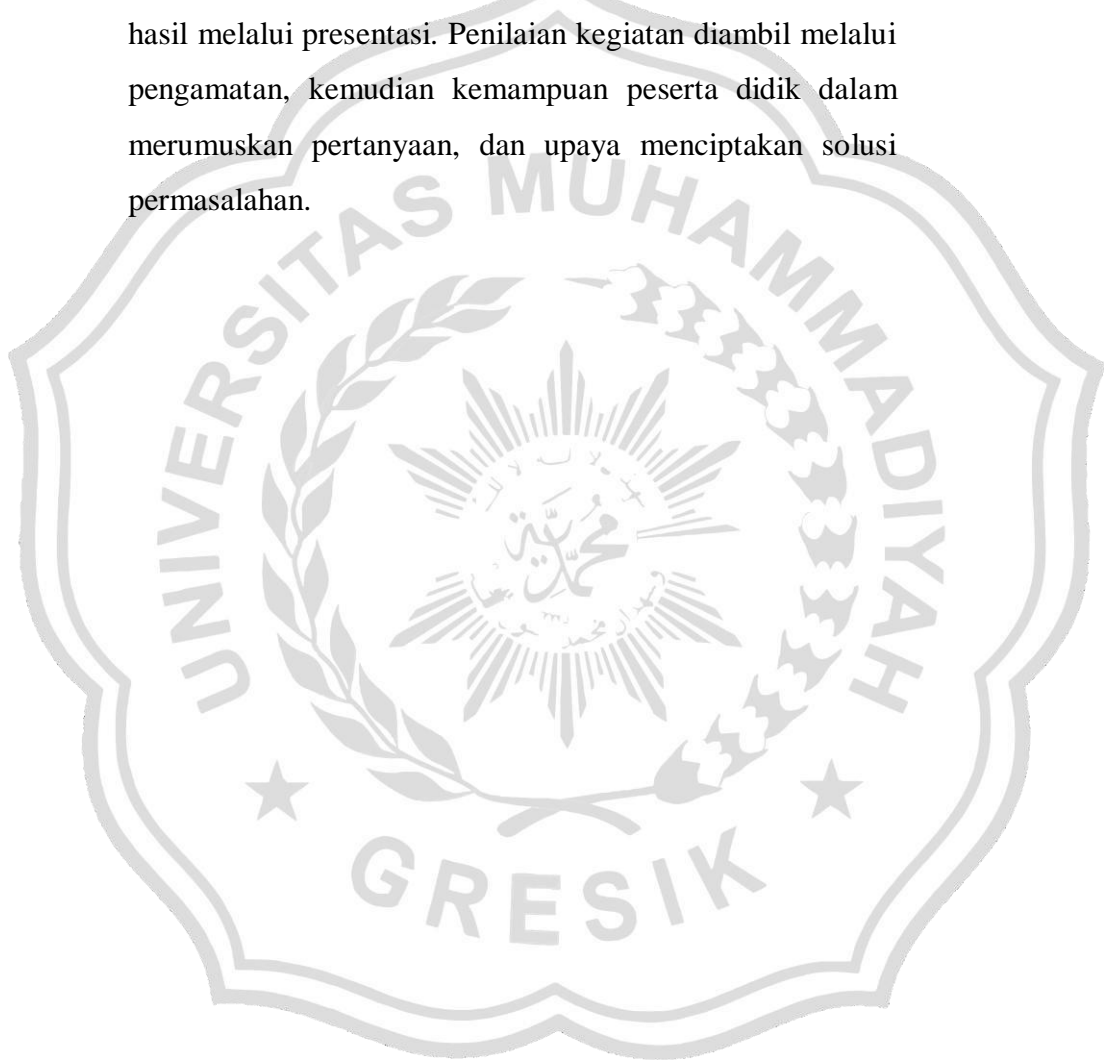 hasil melalui presentasi. Penilaian kegiatan diambil melalui
pengamatan, kemudian kemampuan peserta didik dalam
merumuskan pertanyaan, dan upaya menciptakan solusi
permasalahan.
UNIVERSITAS MUHAMMADIYAH
محمدية
GRESIK